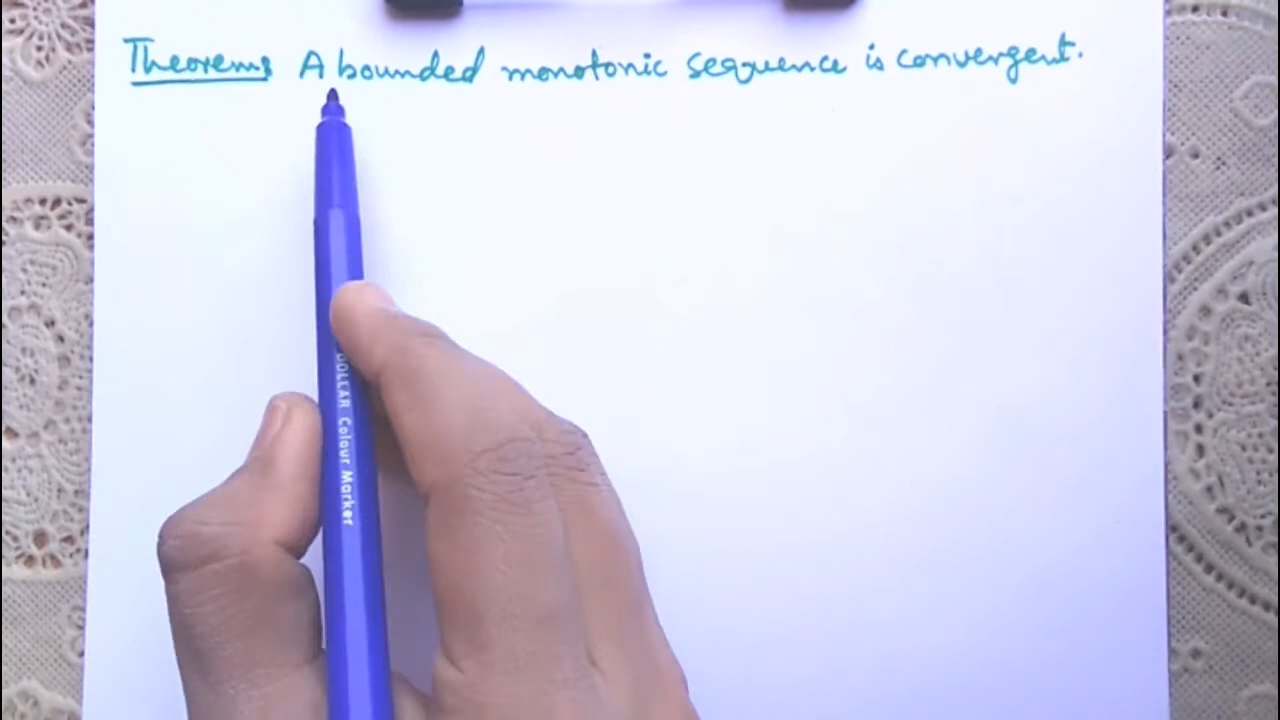 Theorem: A bounded monotonic sequence is convergent.
DOLLAR Colour Marker